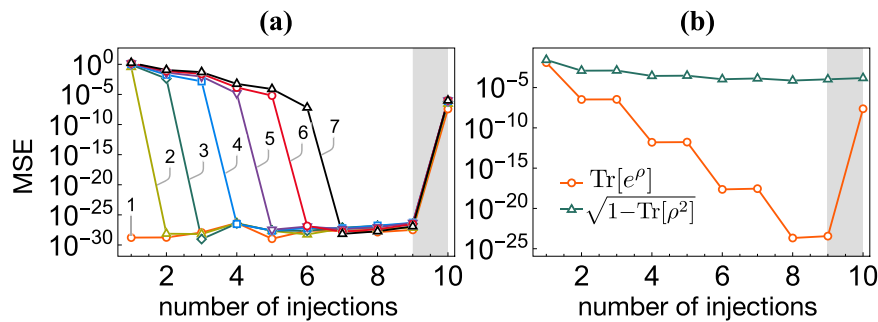 (a)
MSE
10^0
10^-5
10^-10
10^-15
10^-20
10^-25
10^-30
1
2
3
4
5
6
7
2 4 6 8 10
number of injections
(b)
10^-5
10^-10
10^-15
10^-20
10^-25
Tr[e^ρ]
√1−Tr[ρ²]
2 4 6 8 10
number of injections